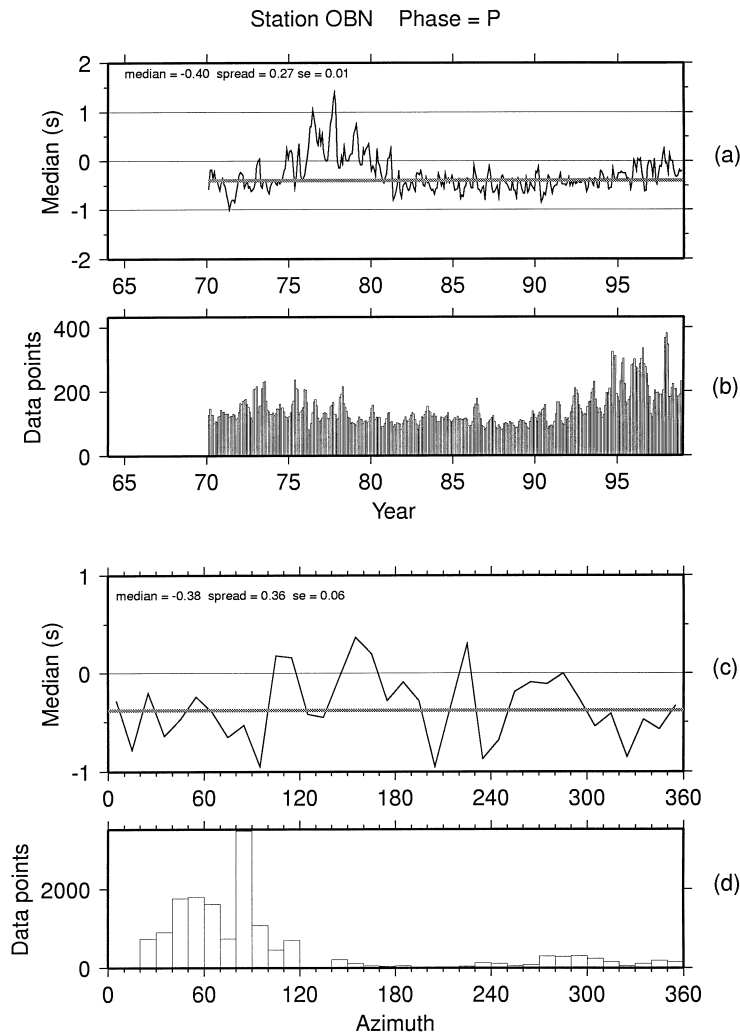 Station OBN Phase = P
median = -0.40 spread = 0.27 se = 0.01
Median (s)
2
1
0
-1
-2
65 70 75 80 85 90 95
(a)
Data points
400
200
0
65 70 75 80 85 90 95
Year
(b)
median = -0.38 spread = 0.36 se = 0.06
Median (s)
1
0
-1
0 60 120 180 240 300 360
(c)
Data points
2000
0
0 60 120 180 240 300 360
Azimuth
(d)